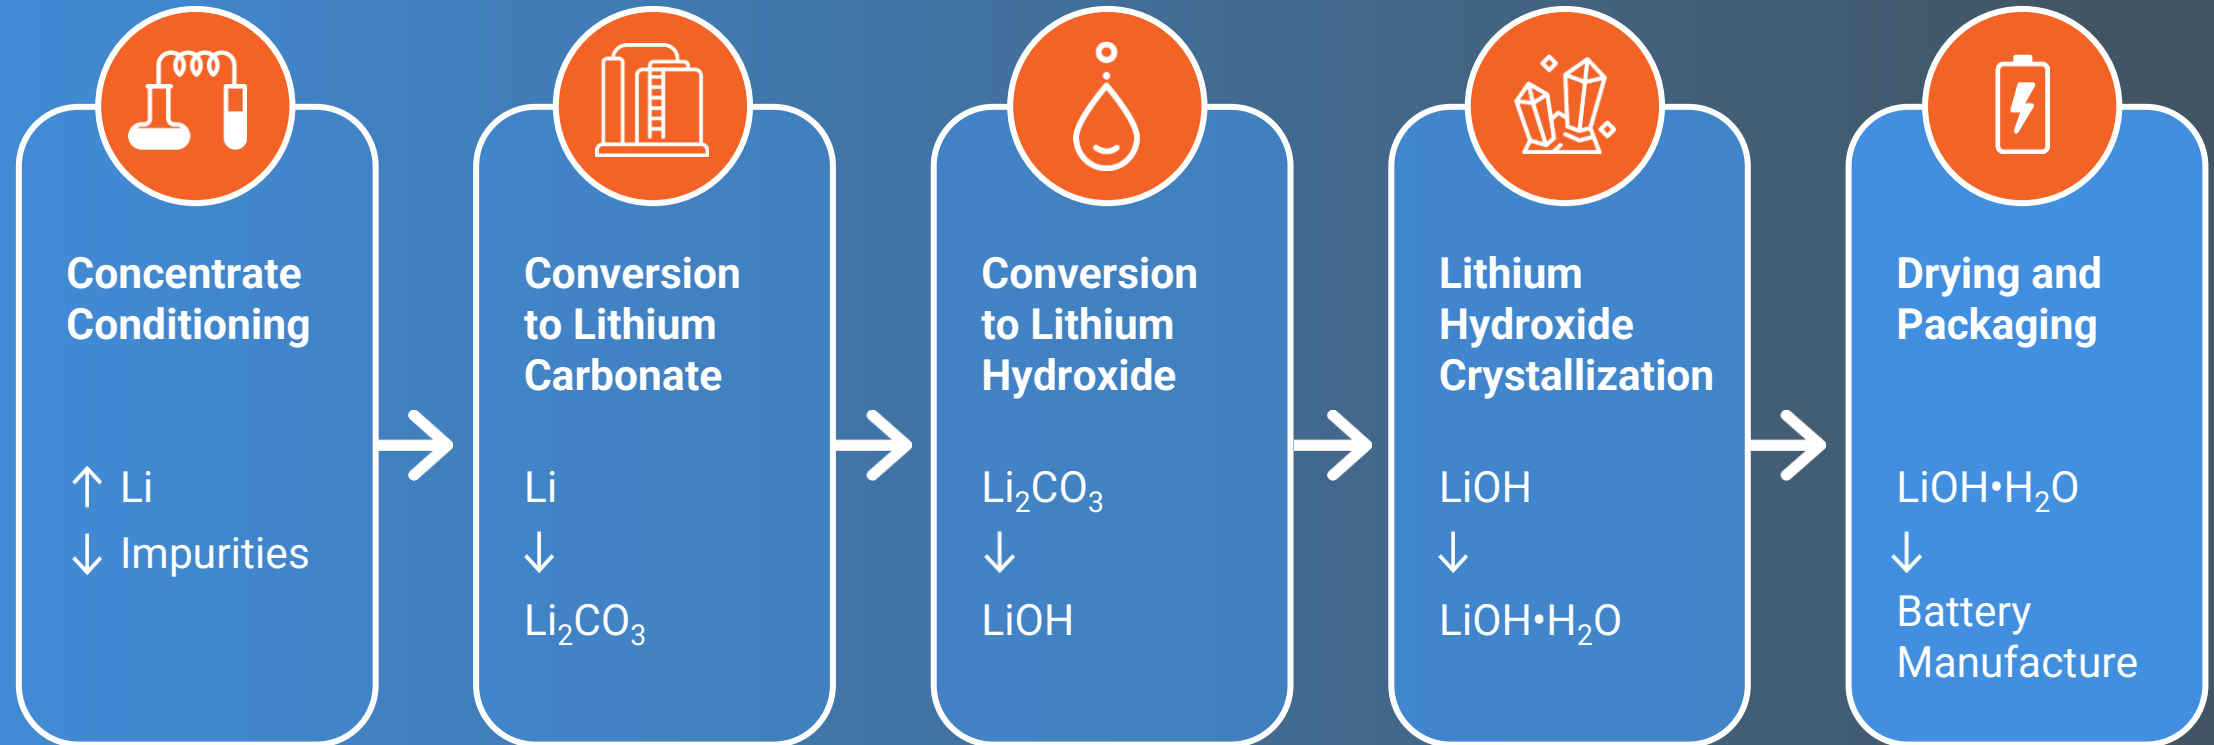 Concentrate
Conditioning
↑ Li
↓ Impurities
Conversion
to Lithium
Carbonate
Li
↓
Li₂CO₃
Conversion
to Lithium
Hydroxide
Li₂CO₃
↓
LiOH
Lithium
Hydroxide
Crystallization
LiOH
↓
LiOH•H₂O
Drying and
Packaging
LiOH•H₂O
↓
Battery
Manufacture